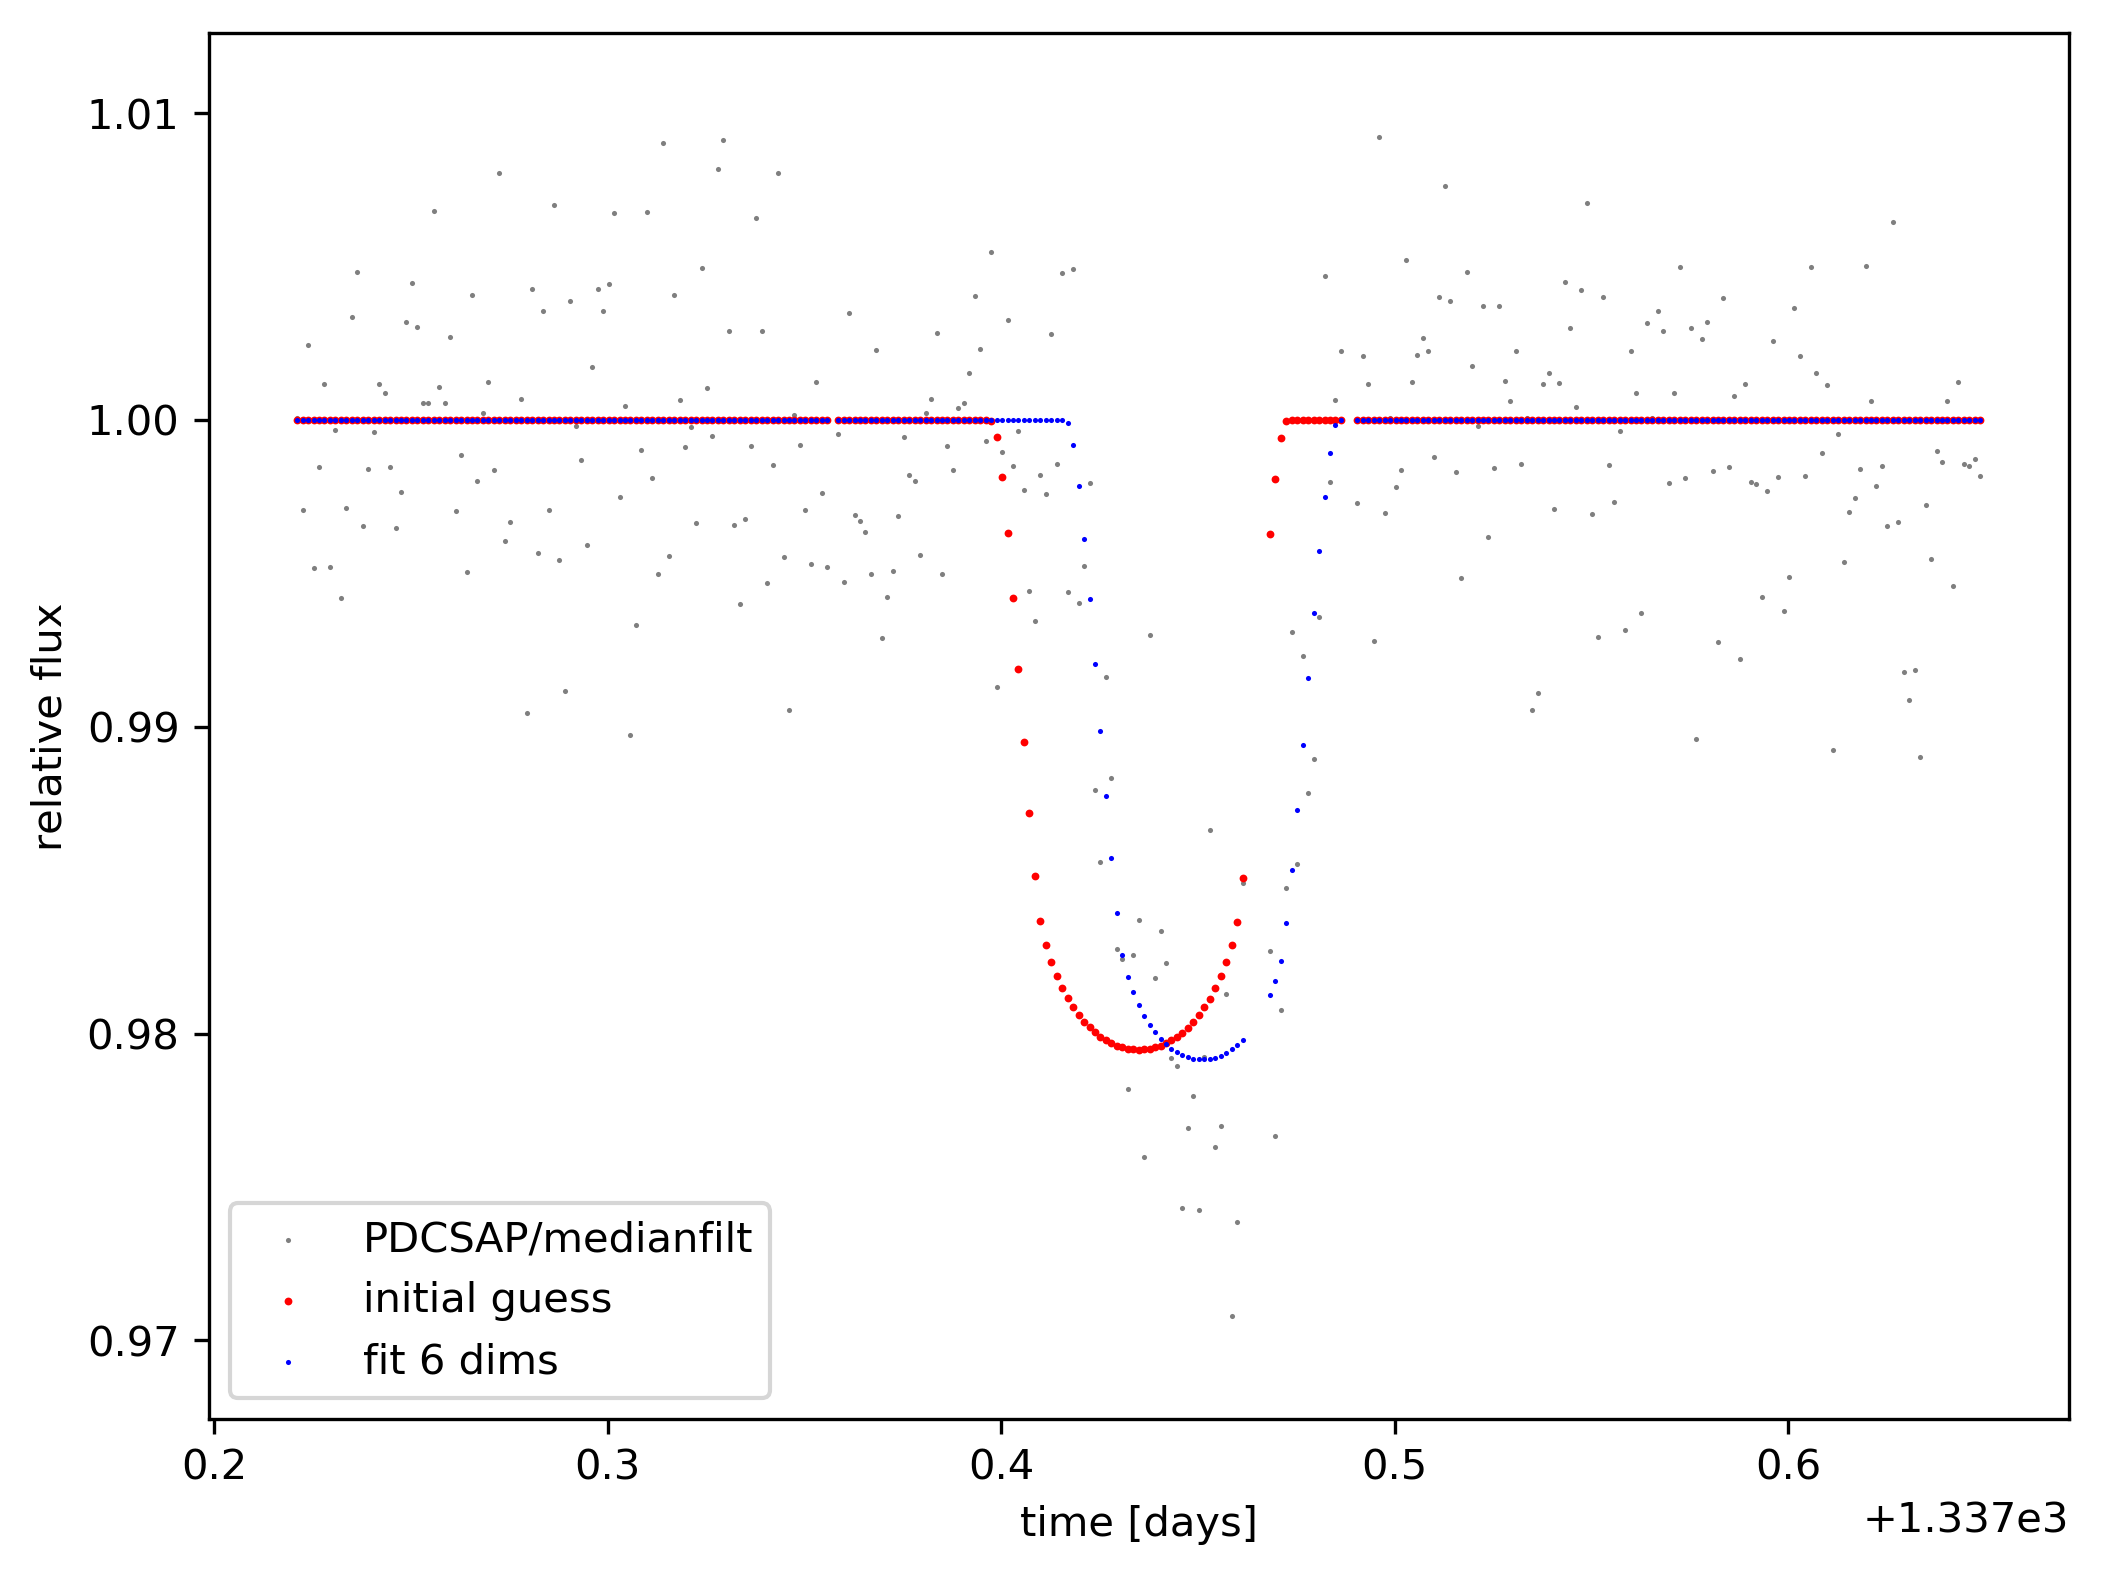 1.01
1.00
0.99
0.98
0.97
relative flux
PDCSAP/medianfilt
initial guess
fit 6 dims
0.2
0.3
0.4
0.5
0.6
time [days]
+1.337e3